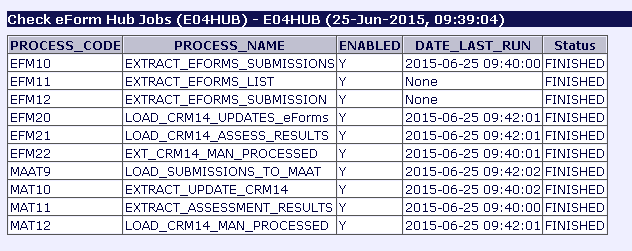 Check eForm Hub Jobs (E04HUB) - E04HUB (25-Jun-2015, 09:39:04)
PROCESS_CODE PROCESS_NAME ENABLED DATE_LAST_RUN Status
EFM10 EXTRACT_EFORMS_SUBMISSIONS Y 2015-06-25 09:40:00 FINISHED
EFM11 EXTRACT_EFORMS_LIST Y None FINISHED
EFM12 EXTRACT_EFORMS_SUBMISSION Y None FINISHED
EFM20 LOAD_CRM14_UPDATES_eForms Y 2015-06-25 09:42:01 FINISHED
EFM21 LOAD_CRM14_ASSESS_RESULTS Y 2015-06-25 09:42:01 FINISHED
EFM22 EXT_CRM14_MAN_PROCESSED Y 2015-06-25 09:40:01 FINISHED
MAAT9 LOAD_SUBMISSIONS_TO_MAAT Y 2015-06-25 09:42:02 FINISHED
MAT10 EXTRACT_UPDATE_CRM14 Y 2015-06-25 09:40:02 FINISHED
MAT11 EXTRACT_ASSESSMENT_RESULTS Y 2015-06-25 09:40:00 FINISHED
MAT12 LOAD_CRM14_MAN_PROCESSED Y 2015-06-25 09:42:01 FINISHED